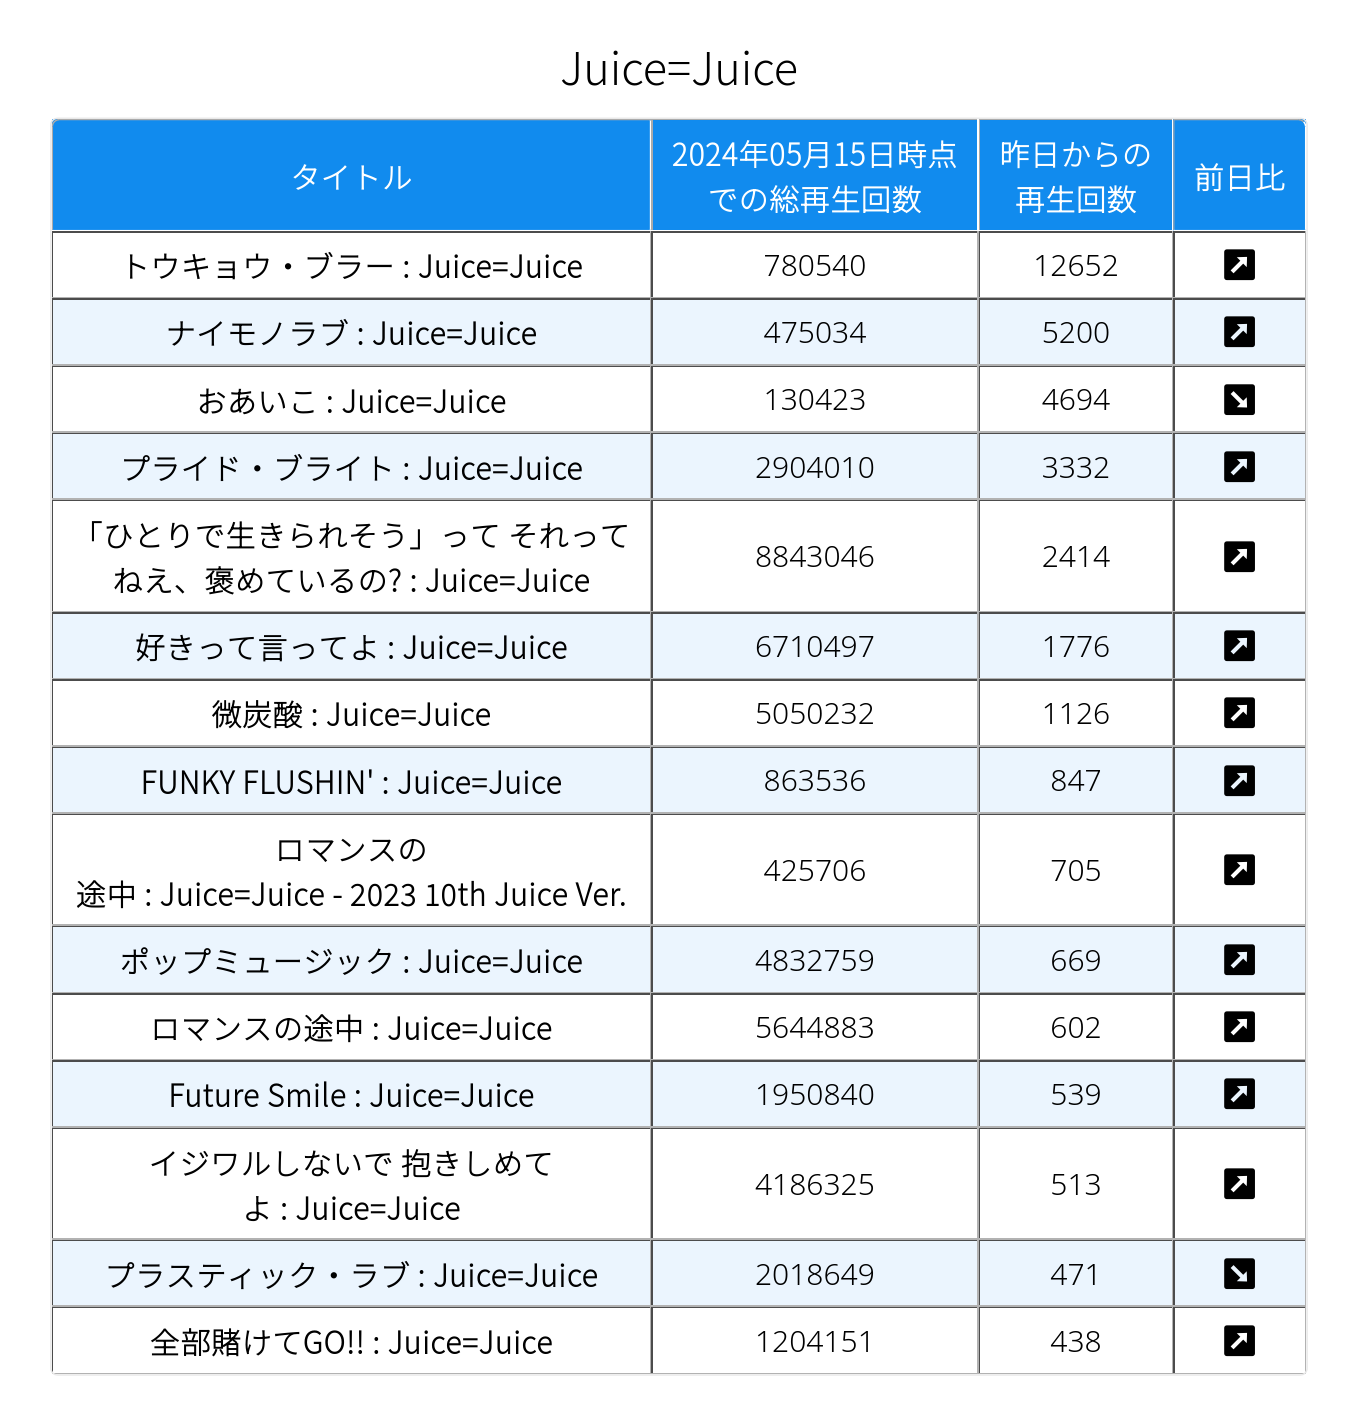 Juice=Juice
タイトル
2024年05月15日時点
での総再生回数
昨日からの
再生回数
前日比
トウキョウ・ブラー : Juice=Juice
780540
12652
ナイモノラブ : Juice=Juice
475034
5200
おあいこ : Juice=Juice
130423
4694
プライド・ブライト : Juice=Juice
2904010
3332
「ひとりで生きられそう」って それって
ねえ、褒めているの? : Juice=Juice
8843046
2414
好きって言ってよ : Juice=Juice
6710497
1776
微炭酸 : Juice=Juice
5050232
1126
FUNKY FLUSHIN' : Juice=Juice
863536
847
ロマンスの
途中 : Juice=Juice - 2023 10th Juice Ver.
425706
705
ポップミュージック : Juice=Juice
4832759
669
ロマンスの途中 : Juice=Juice
5644883
602
Future Smile : Juice=Juice
1950840
539
イジワルしないで 抱きしめて
よ : Juice=Juice
4186325
513
プラスティック・ラブ : Juice=Juice
2018649
471
全部賭けてGO!! : Juice=Juice
1204151
438